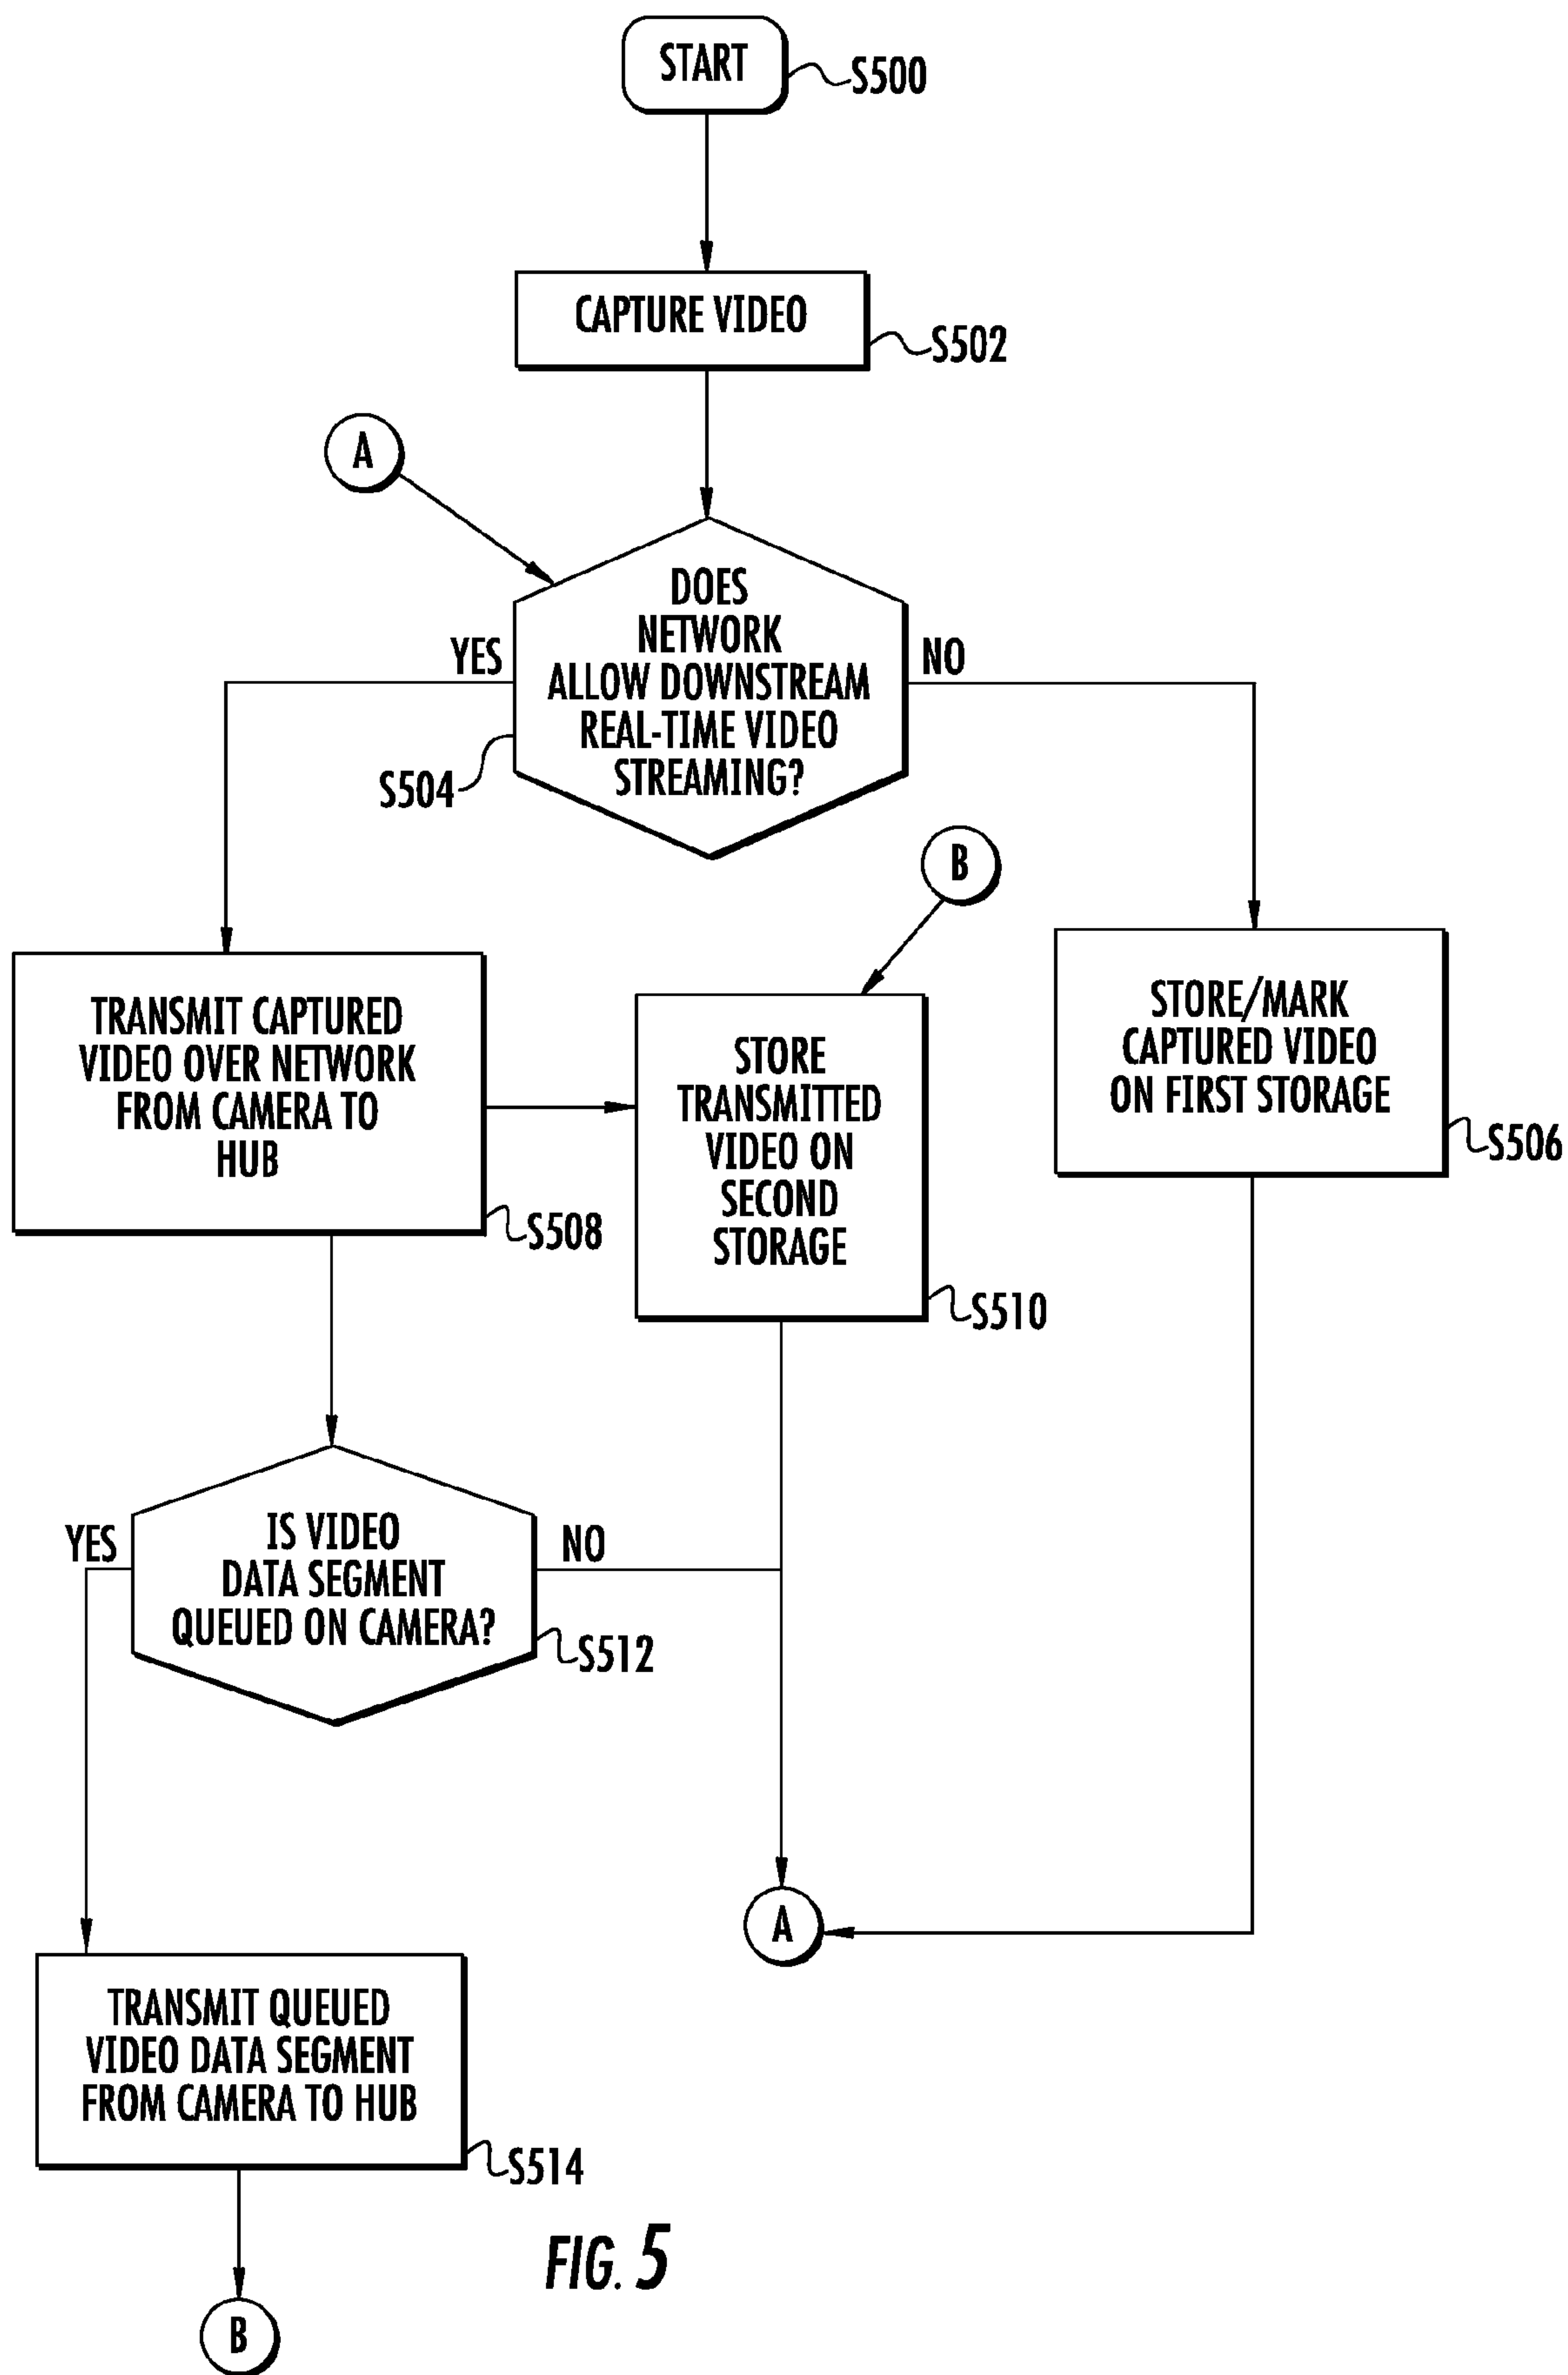 START
S500
CAPTURE VIDEO
S502
A
DOES
NETWORK
ALLOW DOWNSTREAM
REAL-TIME VIDEO
STREAMING?
YES
NO
S504
B
TRANSMIT CAPTURED
VIDEO OVER NETWORK
FROM CAMERA TO
HUB
S508
STORE
TRANSMITTED
VIDEO ON
SECOND
STORAGE
S510
STORE/MARK
CAPTURED VIDEO
ON FIRST STORAGE
S506
IS VIDEO
DATA SEGMENT
QUEUED ON CAMERA?
YES
NO
S512
A
TRANSMIT QUEUED
VIDEO DATA SEGMENT
FROM CAMERA TO HUB
S514
B
FIG. 5